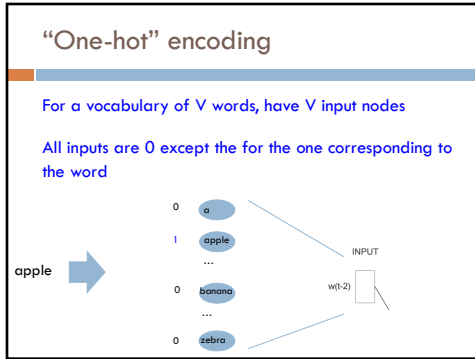 “One-hot” encoding
For a vocabulary of V words, have V input nodes
All inputs are 0 except the for the one corresponding to
the word
0 a
1 apple
...
apple
0 banana
...
0 zebra
INPUT
w(t-2)